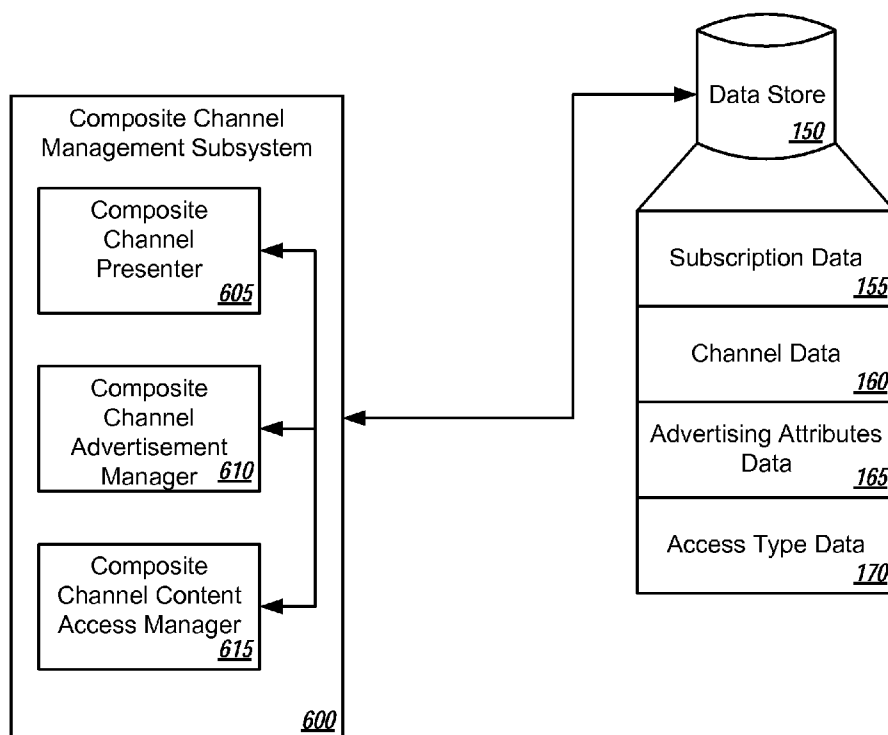 Composite Channel
Management Subsystem
Composite
Channel
Presenter
605
Composite
Channel
Advertisement
Manager
610
Composite
Channel Content
Access Manager
615
600
Data Store
150
Subscription Data
155
Channel Data
160
Advertising Attributes
Data
165
Access Type Data
170